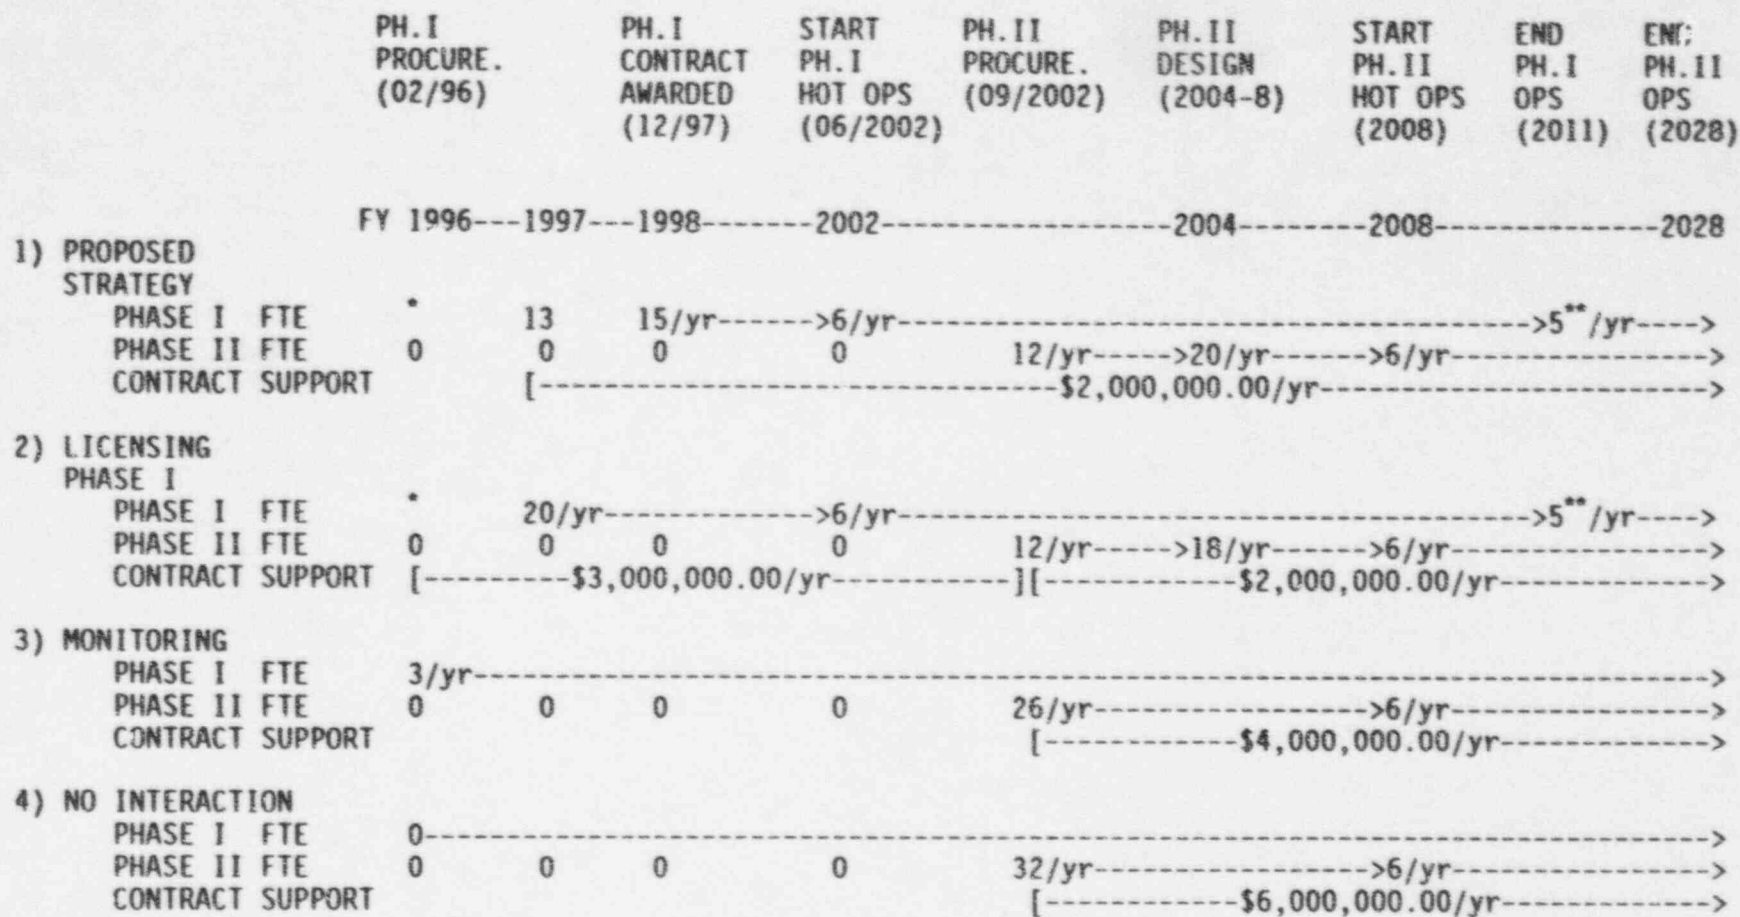 PH.I PH.I START PH.II PH.II START END END
PROCURE. CONTRACT PH.I PROCURE. DESIGN PH.II PH.I PH.II
(02/96) AWARDED HOT OPS (09/2002) (2004-8) HOT OPS OPS OPS
(12/97) (06/2002) (2008) (2011) (2028)
FY 1996---1997---1998-------2002------------------2004--------2008--------------2028
1) PROPOSED
STRATEGY
PHASE I FTE * 13 15/yr------>6/yr--------------------------------------->5**/yr---->
PHASE II FTE 0 0 0 0 12/yr----->20/yr------>6/yr---------------->
CONTRACT SUPPORT [---------------------------------$2,000,000.00/yr------------------------->
2) LICENSING
PHASE I
PHASE I FTE * 20/yr------------->6/yr--------------------------------------->5**/yr---->
PHASE II FTE 0 0 0 0 12/yr----->18/yr------>6/yr---------------->
CONTRACT SUPPORT [---------$3,000,000.00/yr-----------][------------$2,000,000.00/yr------------->
3) MONITORING
PHASE I FTE 3/yr----------------------------------------------------------------------------->
PHASE II FTE 0 0 0 0 26/yr----------------->6/yr---------------->
CONTRACT SUPPORT [------------$4,000,000.00/yr------------->
4) NO INTERACTION
PHASE I FTE 0-------------------------------------------------------------------------------->
PHASE II FTE 0 0 0 0 32/yr----------------->6/yr---------------->
CONTRACT SUPPORT [------------$6,000,000.00/yr------------->